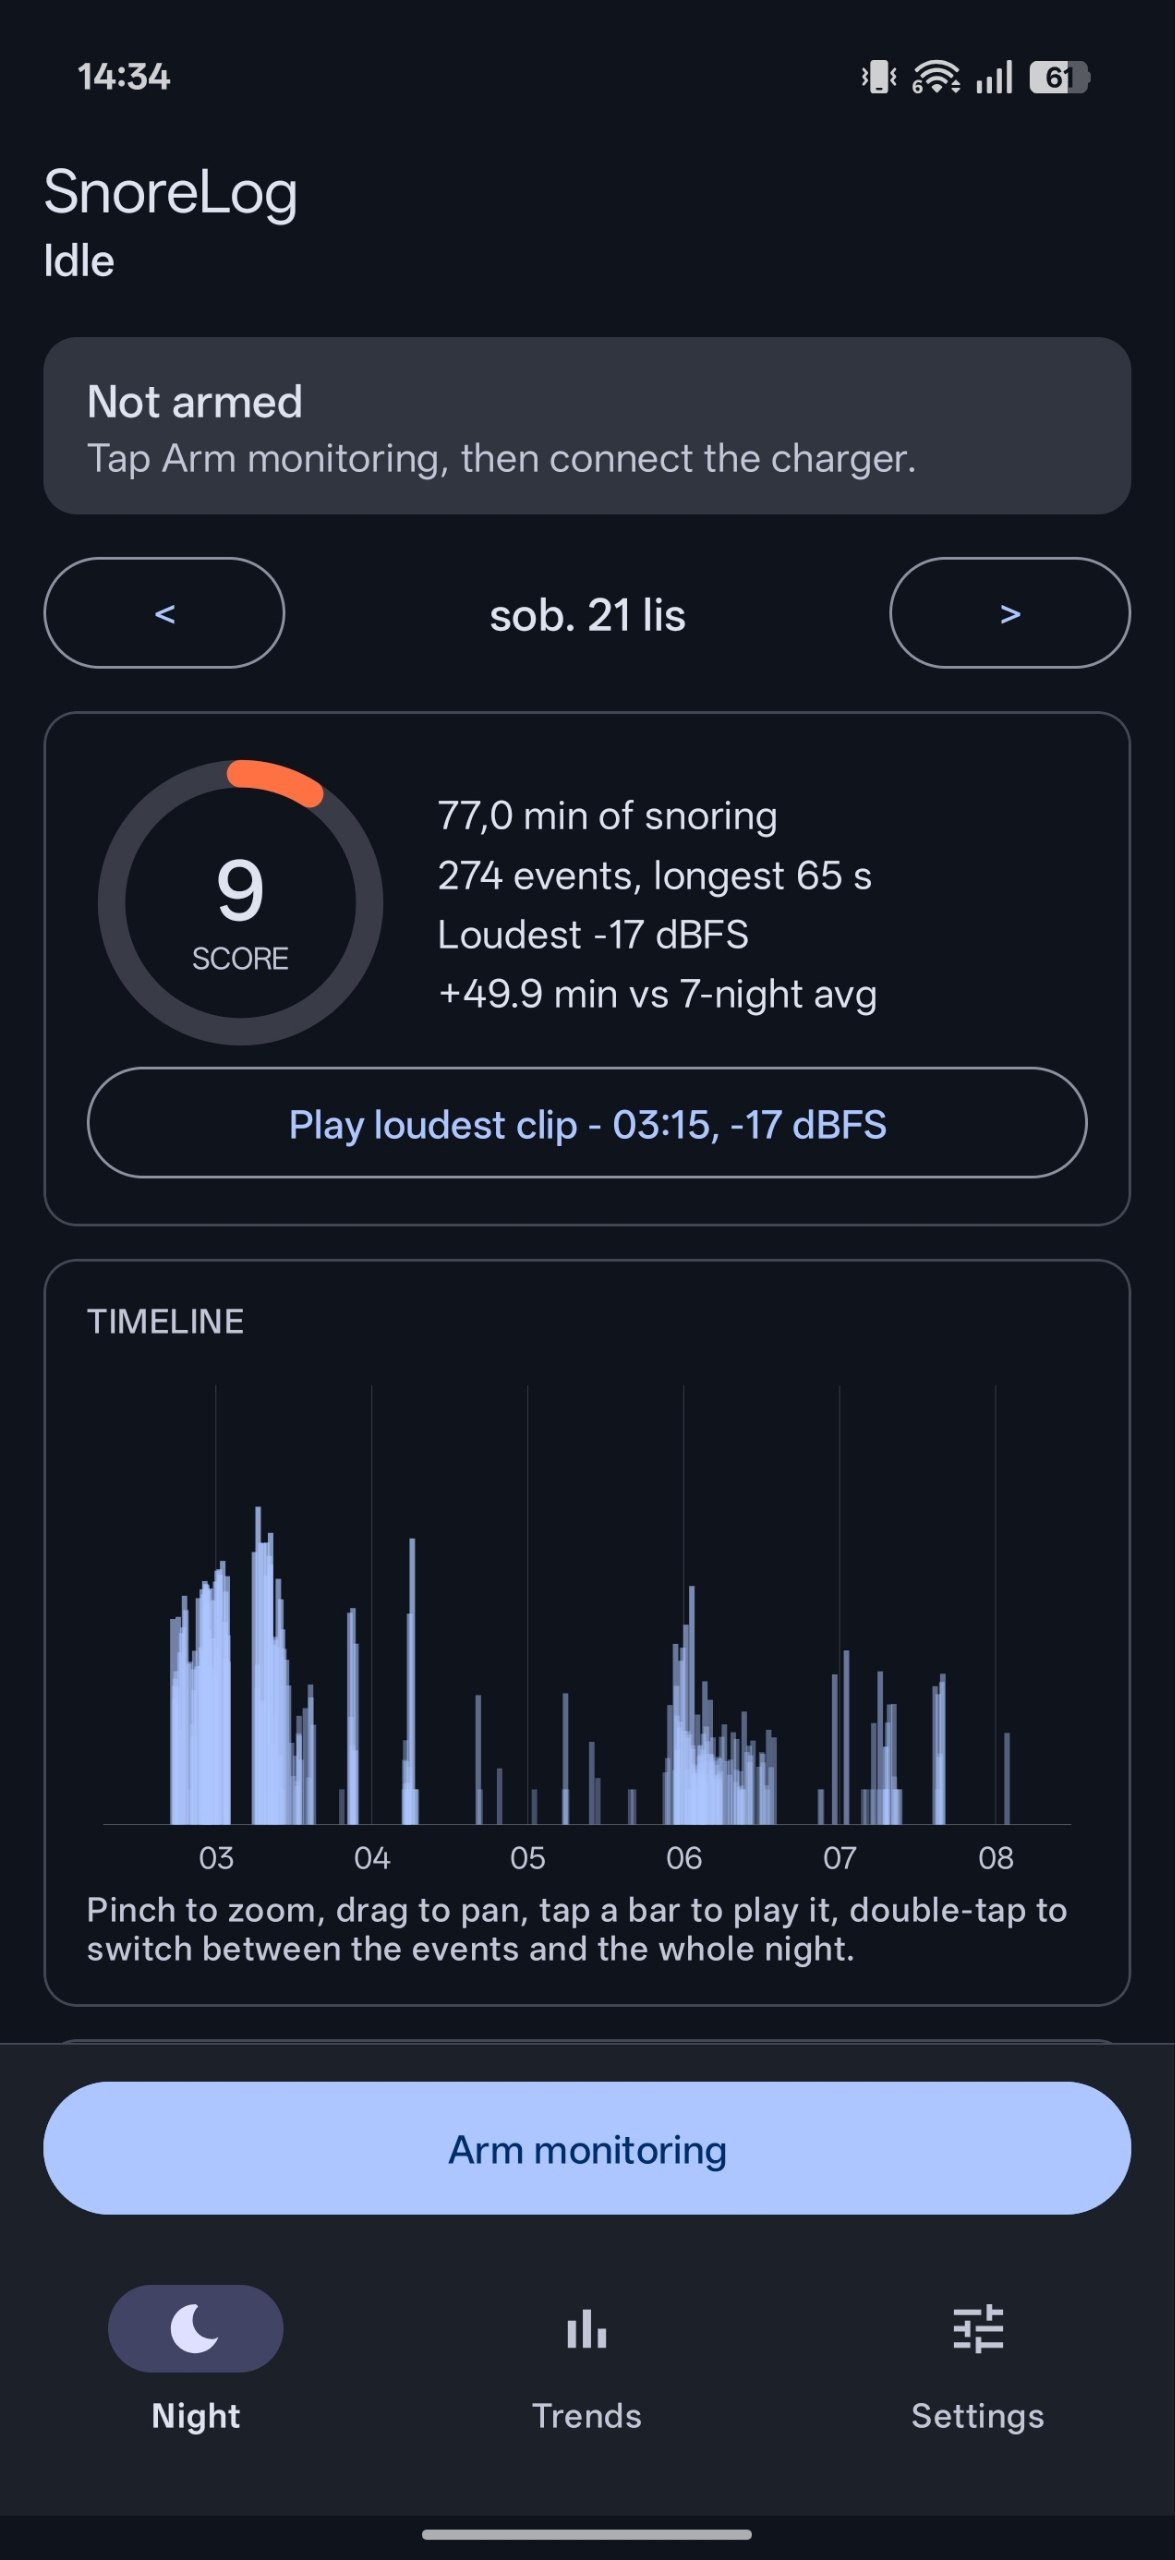 14:34
6
61
SnoreLog
Idle
Not armed
Tap Arm monitoring, then connect the charger.
<
sob. 21 lis
>
9
SCORE
77,0 min of snoring
274 events, longest 65 s
Loudest -17 dBFS
+49.9 min vs 7-night avg
Play loudest clip - 03:15, -17 dBFS
TIMELINE
03 04 05 06 07 08
Pinch to zoom, drag to pan, tap a bar to play it, double-tap to
switch between the events and the whole night.
Arm monitoring
Night Trends Settings